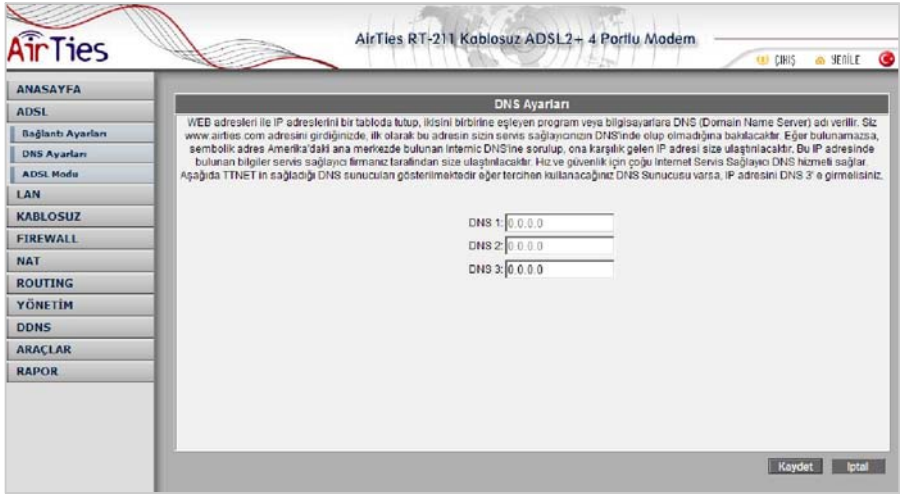 AirTies
AirTies RT-211 Kablosuz ADSL2+ 4 Portlu Modem
ÇIKIŞ YENİLE
ANASAYFA
ADSL
Bağlantı Ayarları
DNS Ayarları
ADSL Modu
LAN
KABLOSUZ
FIREWALL
NAT
ROUTING
YÖNETİM
DDNS
ARAÇLAR
RAPOR
DNS Ayarları
WEB adresleri ile IP adreslerini bir tabloda tutup, ikisini birbirine eşleyen program veya bilgisayarlara DNS (Domain Name Server) adı verilir. Siz
www.airties.com adresini girdiğinizde, ilk olarak bu adresin sizin servis sağlayıcınızın DNS'inde olup olmadığına bakılacaktır. Eğer bulunamazsa,
sembolik adres Amerika'daki ana merkezde bulunan Internic DNS'ine sorulup, ona karşılık gelen IP adresi size ulaştırılacaktır. Bu IP adresinde
bulunan bilgiler servis sağlayıcı firmanız tarafından size ulaştırılacaktır. Hız ve güvenlik için çoğu Internet Servis Sağlayıcı DNS hizmeti sağlar.
Aşağıda TTNET in sağladığı DNS sunucuları gösterilmektedir eğer tercihen kullanacağınız DNS Sunucusu varsa, IP adresini DNS 3' e girmelisiniz.
DNS 1: 0.0.0.0
DNS 2: 0.0.0.0
DNS 3: 0.0.0.0
Kaydet İptal